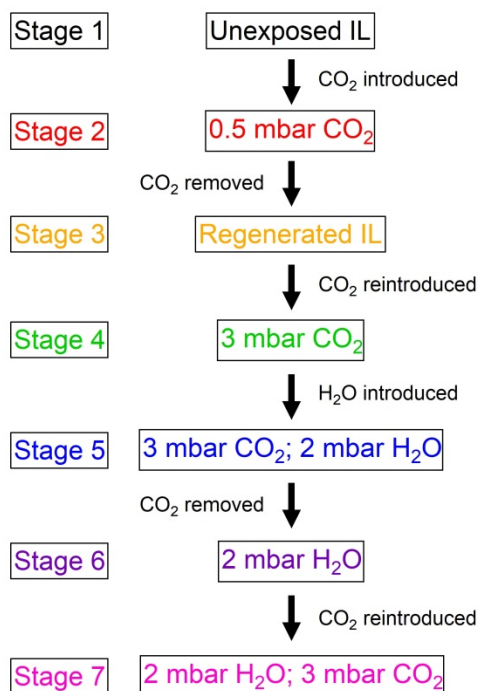 Stage 1 Unexposed IL
CO₂ introduced
Stage 2 0.5 mbar CO₂
CO₂ removed
Stage 3 Regenerated IL
CO₂ reintroduced
Stage 4 3 mbar CO₂
H₂O introduced
Stage 5 3 mbar CO₂; 2 mbar H₂O
CO₂ removed
Stage 6 2 mbar H₂O
CO₂ reintroduced
Stage 7 2 mbar H₂O; 3 mbar CO₂